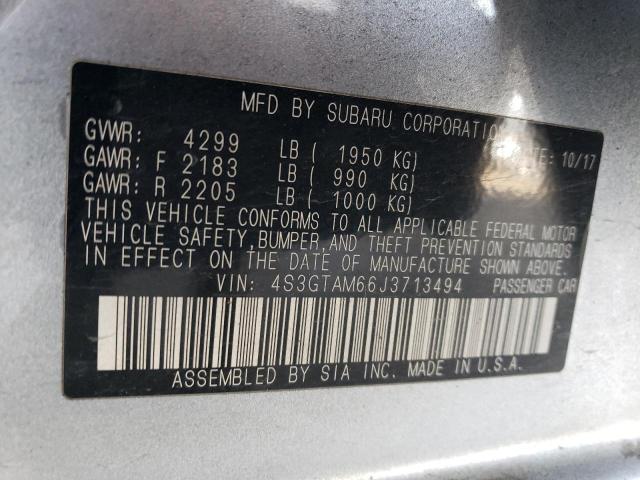 MFD BY SUBARU CORPORATION 10/17
GVWR: 4299 LB ( 1950 KG)
GAWR: F 2183 LB ( 990 KG)
GAWR: R 2205 LB ( 1000 KG)
THIS VEHICLE CONFORMS TO ALL APPLICABLE FEDERAL MOTOR
VEHICLE SAFETY, BUMPER, AND THEFT PREVENTION STANDARDS
IN EFFECT ON THE DATE OF MANUFACTURE SHOWN ABOVE.
VIN: 4S3GTAM66J3713494 PASSENGER CAR
ASSEMBLED BY SIA INC. MADE IN U.S.A.